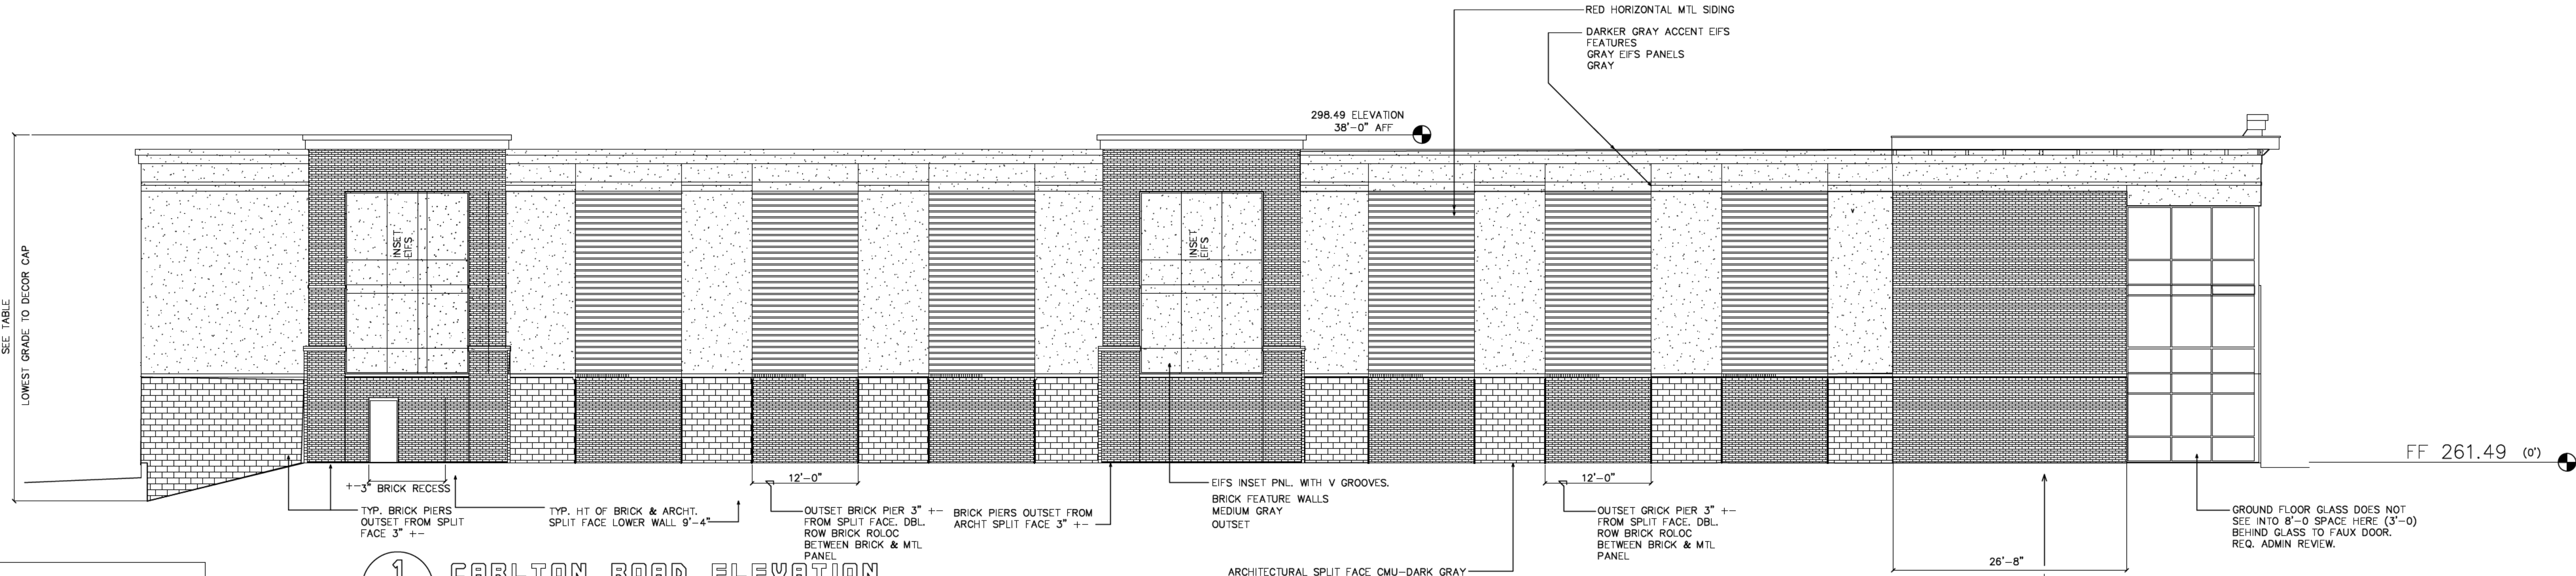 RED HORIZONTAL MTL SIDING
DARKER GRAY ACCENT EIFS
FEATURES
GRAY EIFS PANELS
GRAY
298.49 ELEVATION
38'-0" AFF
SEE TABLE
LOWEST GRADE TO DECOR CAP
INSET
EIFS
INSET
EIFS
FF 261.49 (0')
+-3" BRICK RECESS
TYP. BRICK PIERS
OUTSET FROM SPLIT
FACE 3" +-
TYP. HT OF BRICK & ARCHT.
SPLIT FACE LOWER WALL 9'-4"
12'-0"
OUTSET BRICK PIER 3" +-
FROM SPLIT FACE. DBL.
ROW BRICK ROLOC
BETWEEN BRICK & MTL
PANEL
BRICK PIERS OUTSET FROM
ARCHT SPLIT FACE 3" +-
EIFS INSET PNL. WITH V GROOVES.
BRICK FEATURE WALLS
MEDIUM GRAY
OUTSET
12'-0"
OUTSET GRICK PIER 3" +-
FROM SPLIT FACE. DBL.
ROW BRICK ROLOC
BETWEEN BRICK & MTL
PANEL
GROUND FLOOR GLASS DOES NOT
SEE INTO 8'-0 SPACE HERE (3'-0)
BEHIND GLASS TO FAUX DOOR.
REQ. ADMIN REVIEW.
26'-8"
ARCHITECTURAL SPLIT FACE CMU-DARK GRAY
1 CARLTON ROAD ELEVATION